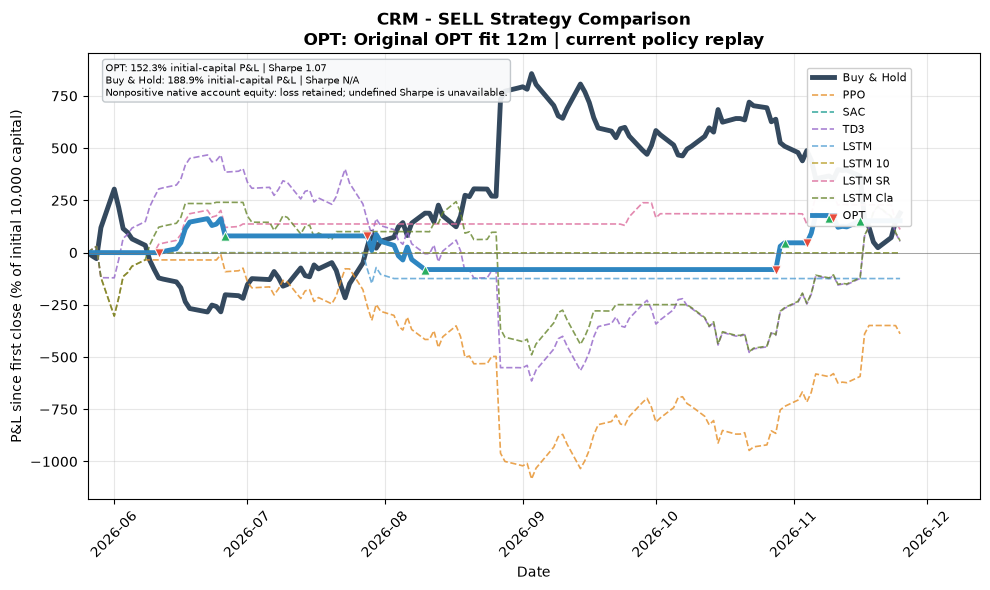 CRM - SELL Strategy Comparison
OPT: Original OPT fit 12m | current policy replay
OPT: 152.3% initial-capital P&L | Sharpe 1.07
Buy & Hold: 188.9% initial-capital P&L | Sharpe N/A
Nonpositive native account equity: loss retained; undefined Sharpe is unavailable.
Buy & Hold
PPO
SAC
TD3
LSTM
LSTM 10
LSTM SR
LSTM Cla
OPT
P&L since first close (% of initial 10,000 capital)
750
500
250
0
−250
−500
−750
−1000
2026-06
2026-07
2026-08
2026-09
2026-10
2026-11
2026-12
Date